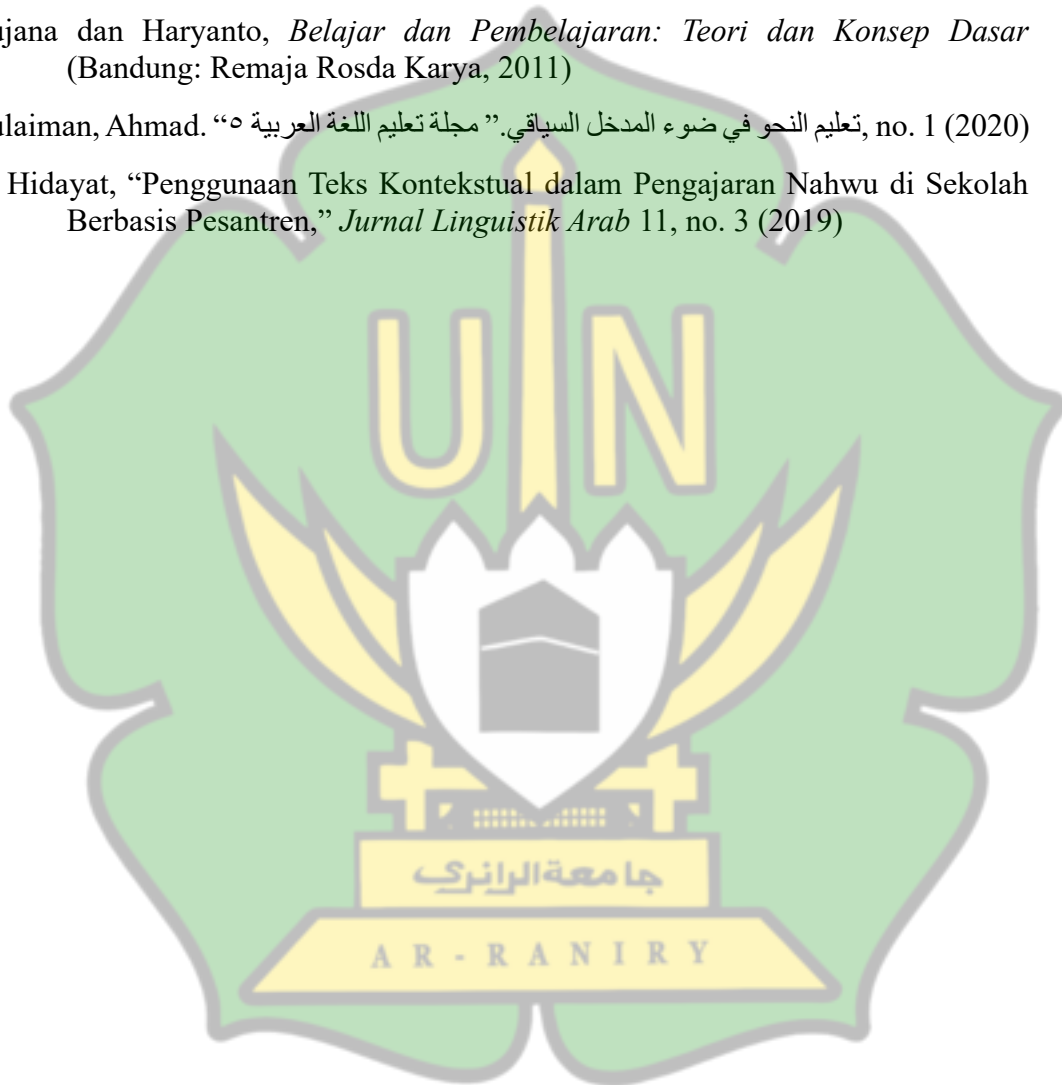 ujana dan Haryanto, Belajar dan Pembelajaran: Teori dan Konsep Dasar
(Bandung: Remaja Rosda Karya, 2011)
ulaiman, Ahmad. “تعليم النحو في ضوء المدخل السياقي.” مجلة تعليم اللغة العربية ٥, no. 1 (2020)
Hidayat, “Penggunaan Teks Kontekstual dalam Pengajaran Nahwu di Sekolah
Berbasis Pesantren,” Jurnal Linguistik Arab 11, no. 3 (2019)
UIN
جامعة الرانري
AR-RANIRY